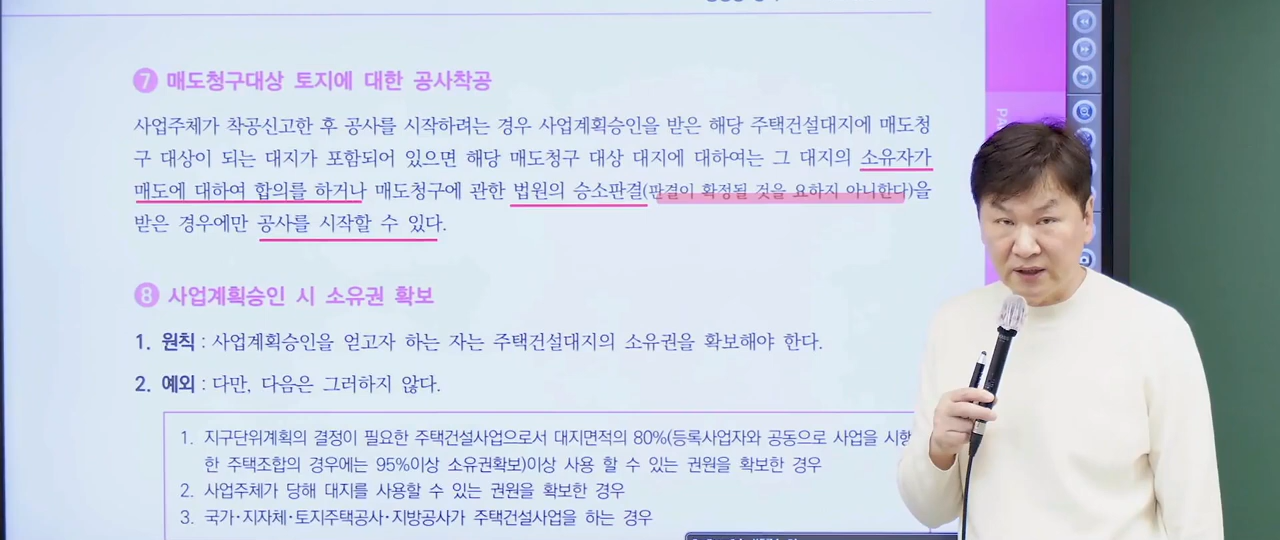 ❼ 매도청구대상 토지에 대한 공사착공
사업주체가 착공신고한 후 공사를 시작하려는 경우 사업계획승인을 받은 해당 주택건설대지에 매도청
구 대상이 되는 대지가 포함되어 있으면 해당 매도청구 대상 대지에 대하여는 그 대지의 소유자가
매도에 대하여 합의를 하거나 매도청구에 관한 법원의 승소판결(판결이 확정될 것을 요하지 아니한다)을
받은 경우에만 공사를 시작할 수 있다.
❽ 사업계획승인 시 소유권 확보
1. 원칙 : 사업계획승인을 얻고자 하는 자는 주택건설대지의 소유권을 확보해야 한다.
2. 예외 : 다만, 다음은 그러하지 않다.
1. 지구단위계획의 결정이 필요한 주택건설사업으로서 대지면적의 80%(등록사업자와 공동으로 사업을 시행
한 주택조합의 경우에는 95%이상 소유권확보)이상 사용 할 수 있는 권원을 확보한 경우
2. 사업주체가 당해 대지를 사용할 수 있는 권원을 확보한 경우
3. 국가·지자체·토지주택공사·지방공사가 주택건설사업을 하는 경우
PA